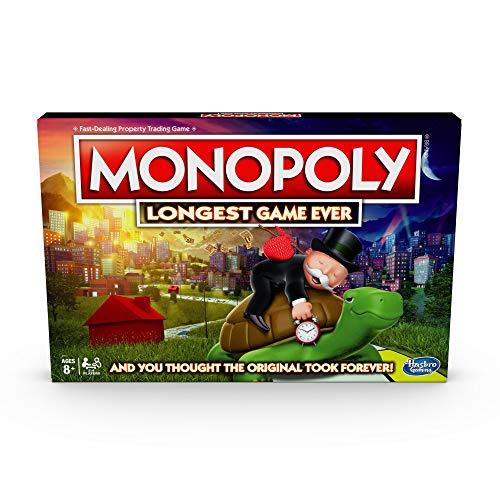 Fast-Dealing Property Trading Game
MONOPOLY
LONGEST GAME EVER
AND YOU THOUGHT THE ORIGINAL TOOK FOREVER!
AGES
8+
PLAYERS
Hasbro
Gaming